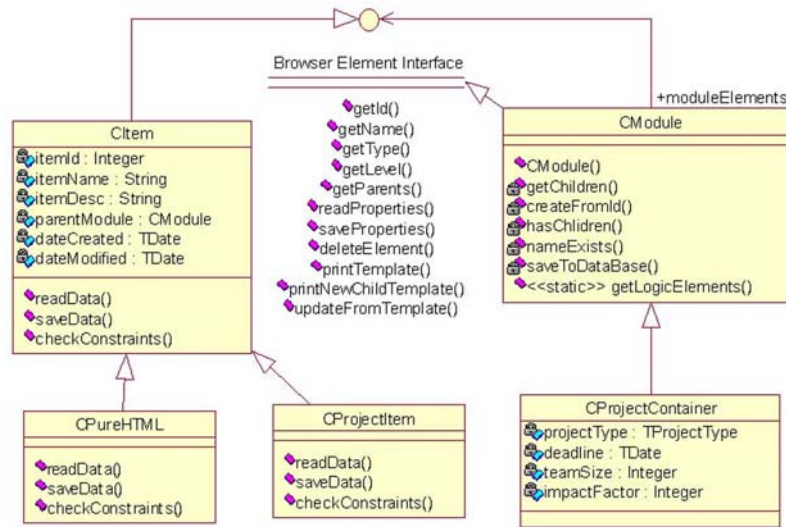 Browser Element Interface
getId()
getName()
getType()
getLevel()
getParents()
readProperties()
saveProperties()
deleteElement()
printTemplate()
printNewChildTemplate()
updateFromTemplate()
+moduleElements
CItem
itemId : Integer
itemName : String
itemDesc : String
parentModule : CModule
dateCreated : TDate
dateModified : TDate
readData()
saveData()
checkConstraints()
CModule
CModule()
getChildren()
createFromId()
hasChildren()
nameExists()
saveToDataBase()
<<static>> getLogicElements()
CPureHTML
readData()
saveData()
checkConstraints()
CProjectItem
readData()
saveData()
checkConstraints()
CProjectContainer
projectType : TProjectType
deadline : TDate
teamSize : Integer
impactFactor : Integer